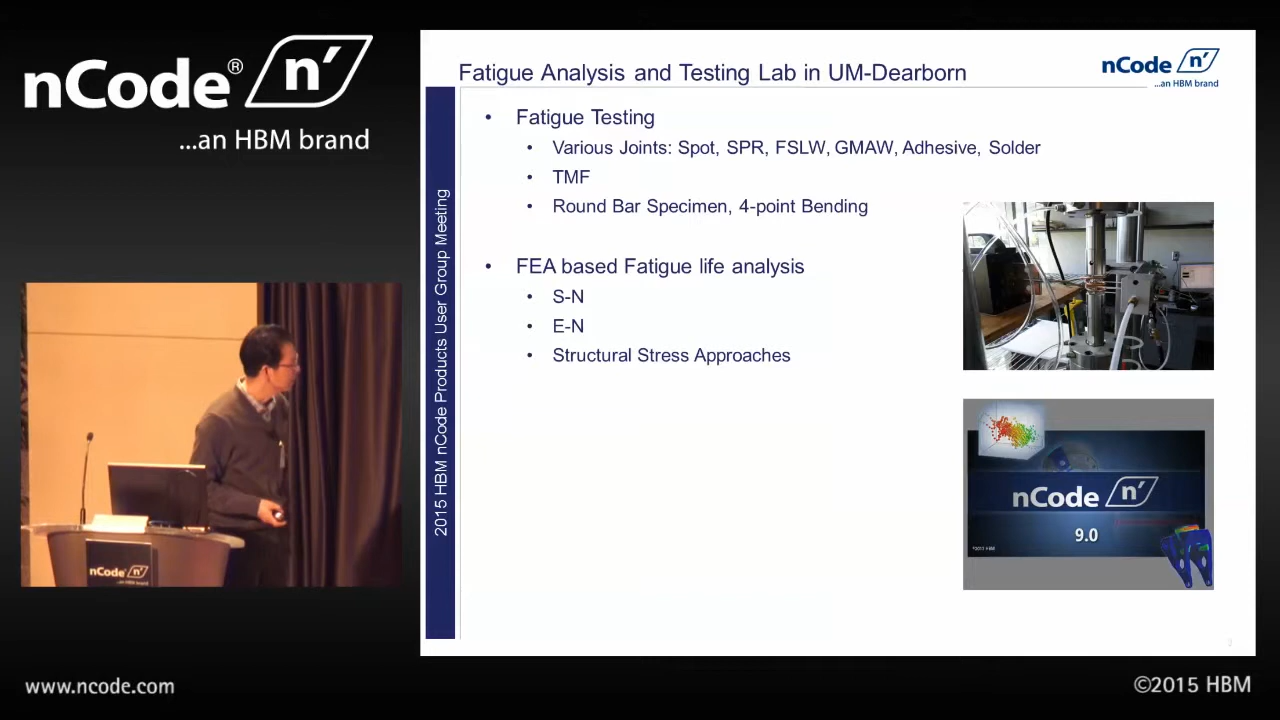 nCode® n'
...an HBM brand
Fatigue Analysis and Testing Lab in UM-Dearborn
nCode n'
...an HBM brand
2015 HBM nCode Products User Group Meeting
• Fatigue Testing
• Various Joints: Spot, SPR, FSLW, GMAW, Adhesive, Solder
• TMF
• Round Bar Specimen, 4-point Bending
• FEA based Fatigue life analysis
• S-N
• E-N
• Structural Stress Approaches
nCode n'
9.0
nCode n'
...an HBM brand
www.ncode.com
©2015 HBM